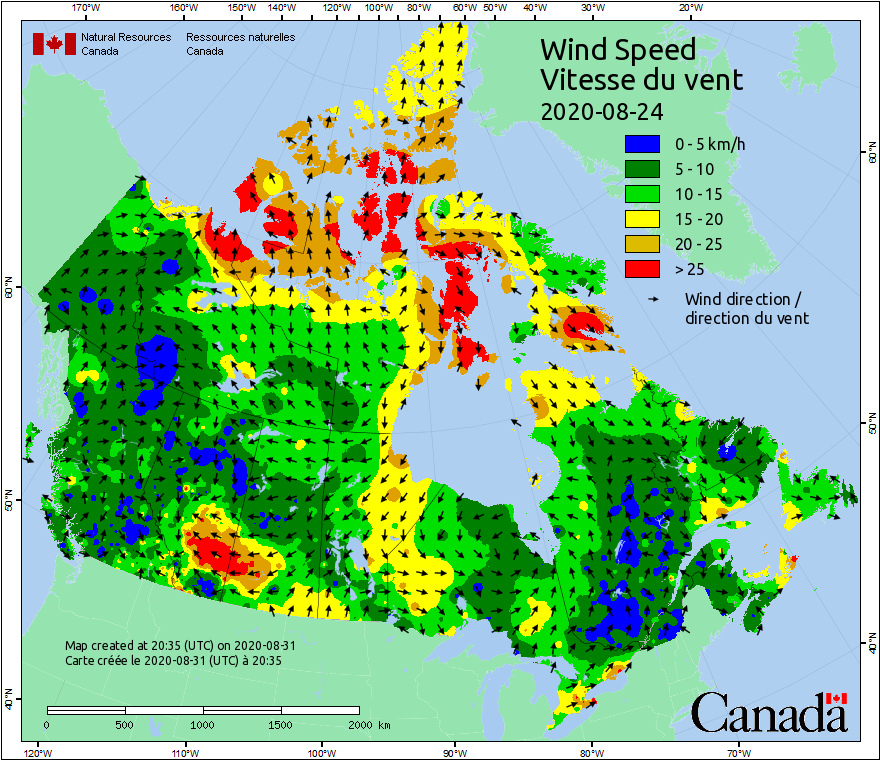 170°W 160°W 150°W 140°W 120°W 100°W 80°W 60°W 50°W 40°W 30°W 20°W
Natural Resources Canada
Ressources naturelles Canada
Wind Speed
Vitesse du vent
2020-08-24
0 - 5 km/h
5 - 10
10 - 15
15 - 20
20 - 25
> 25
Wind direction /
direction du vent
60°N
50°N
40°N
60°N
50°N
40°N
Map created at 20:35 (UTC) on 2020-08-31
Carte créée le 2020-08-31 (UTC) à 20:35
0 500 1000 1500 2000 km
Canada
120°W 110°W 100°W 90°W 80°W 70°W